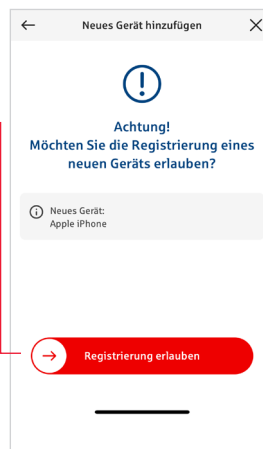 Neues Gerät hinzufügen
Achtung!
Möchten Sie die Registrierung eines
neuen Geräts erlauben?
Neues Gerät:
Apple iPhone
Registrierung erlauben